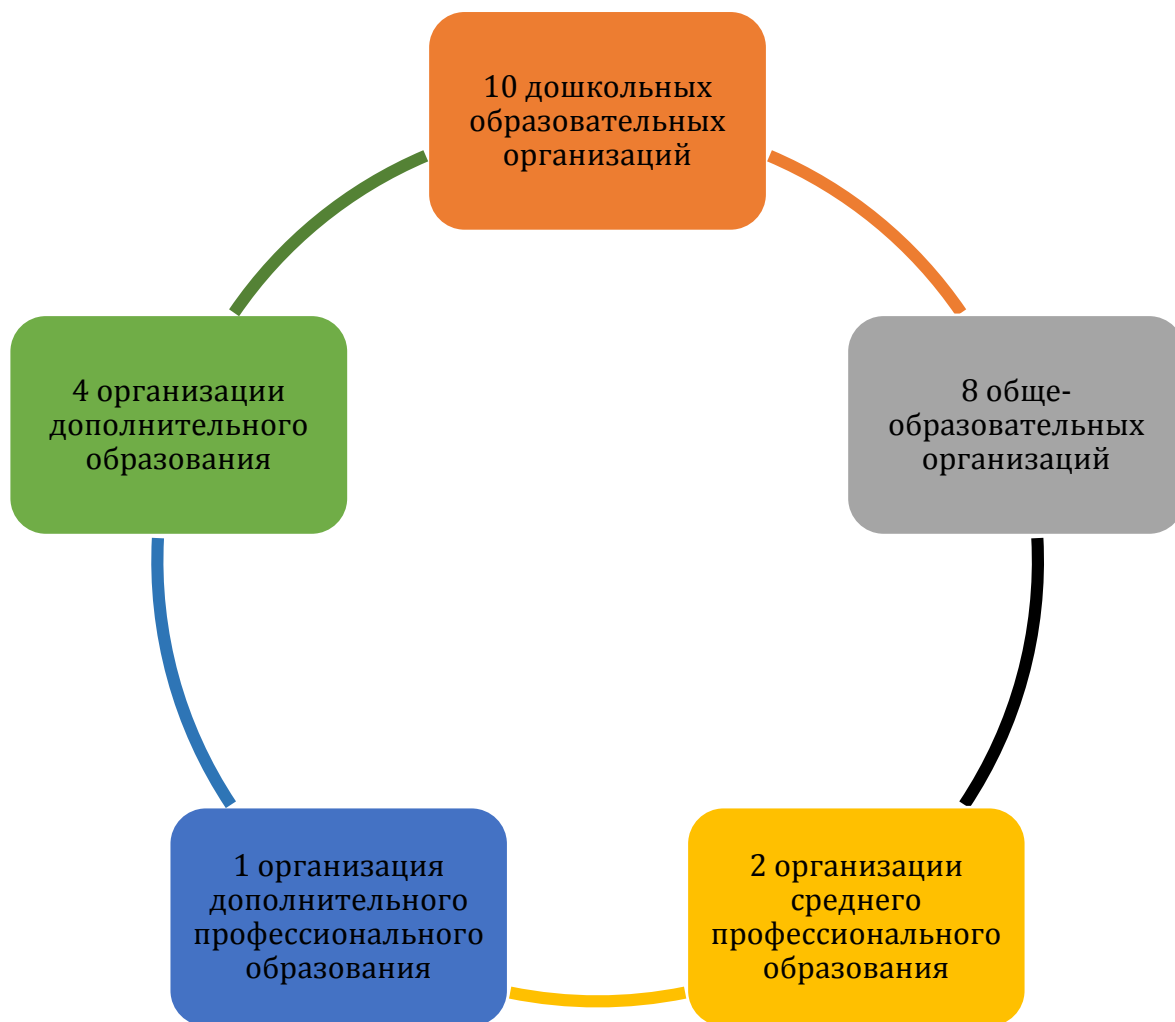 10 дошкольных
образовательных
организаций
8 обще-
образовательных
организаций
2 организации
среднего
профессионального
образования
1 организация
дополнительного
профессионального
образования
4 организации
дополнительного
образования